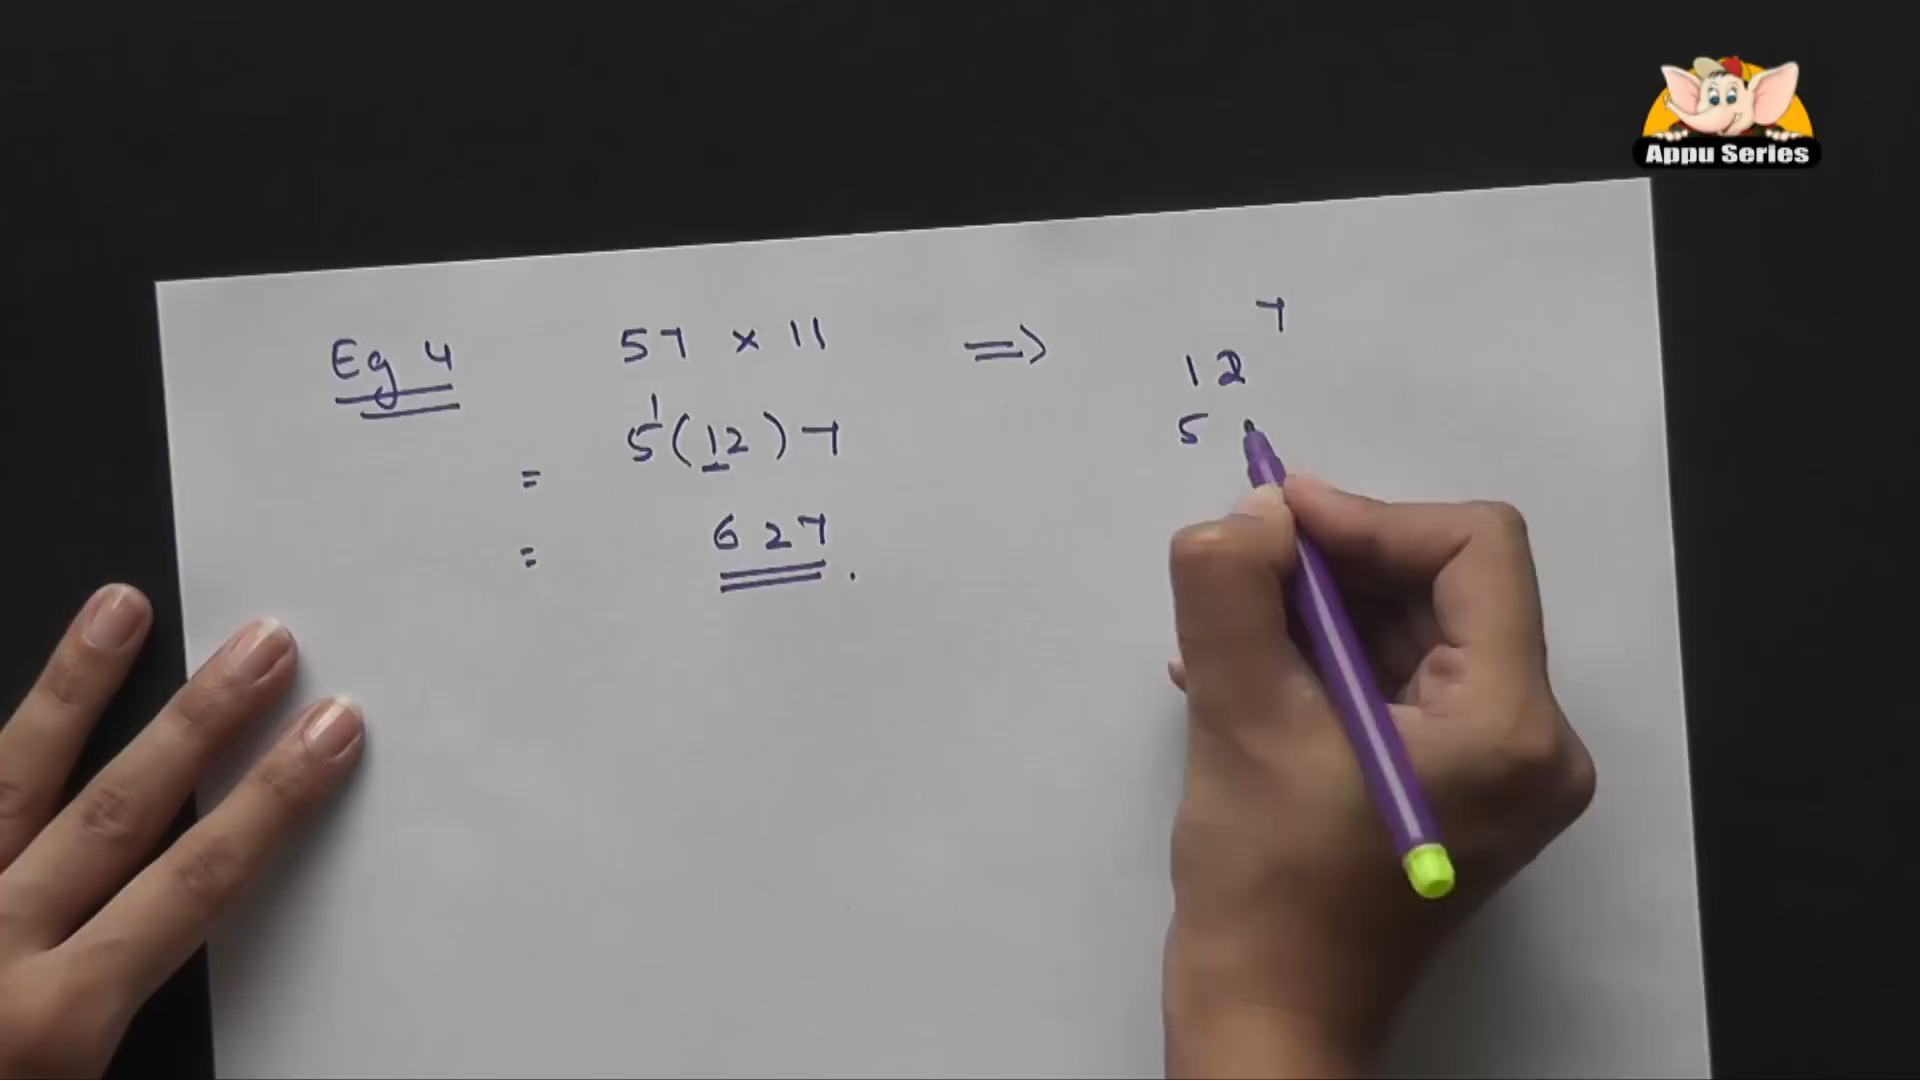 Appu Series
Eg 4 57 × 11 ⇒ 7
12
5
= 5¹(12)7
= 627.